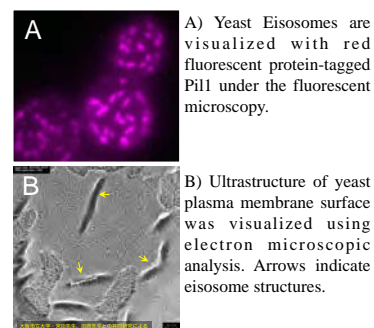 A
A) Yeast Eisosomes are
visualized with red
fluorescent protein-tagged
Pil1 under the fluorescent
microscopy.
B
B) Ultrastructure of yeast
plasma membrane surface
was visualized using
electron microscopic
analysis. Arrows indicate
eisosome structures.